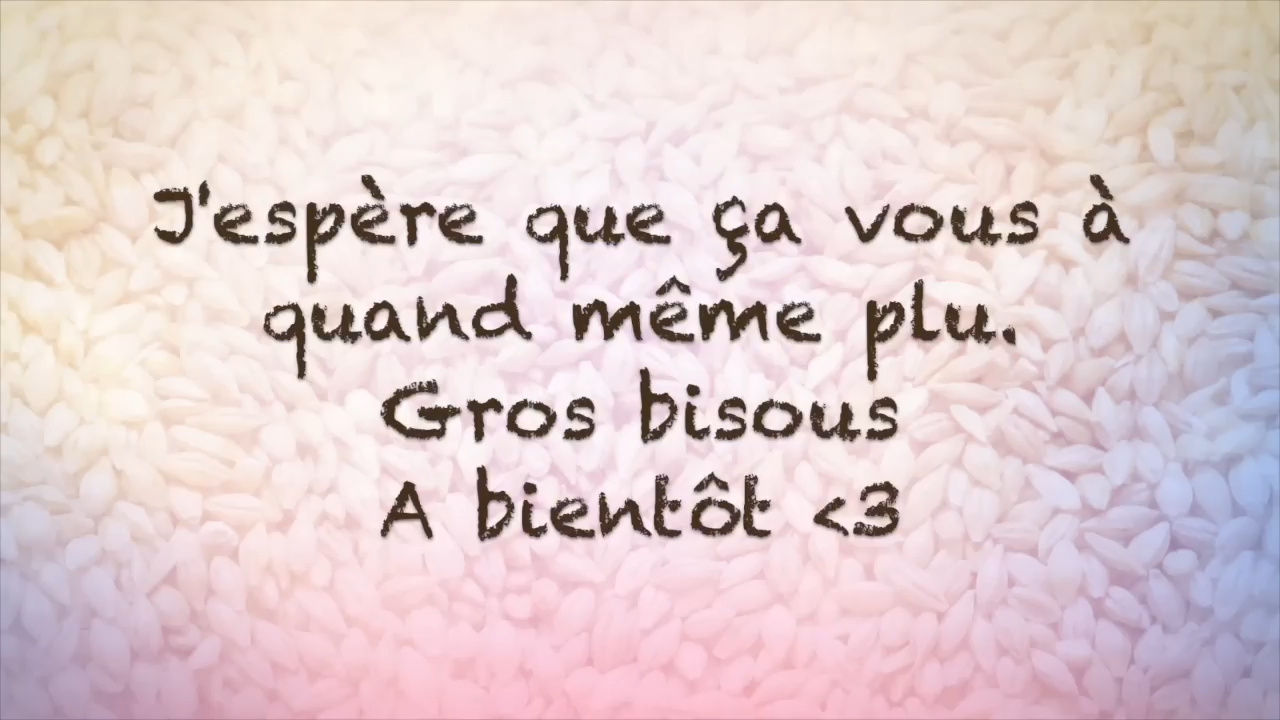 J'espère que ça vous à
quand même plu.
Gros bisous
A bientôt <3